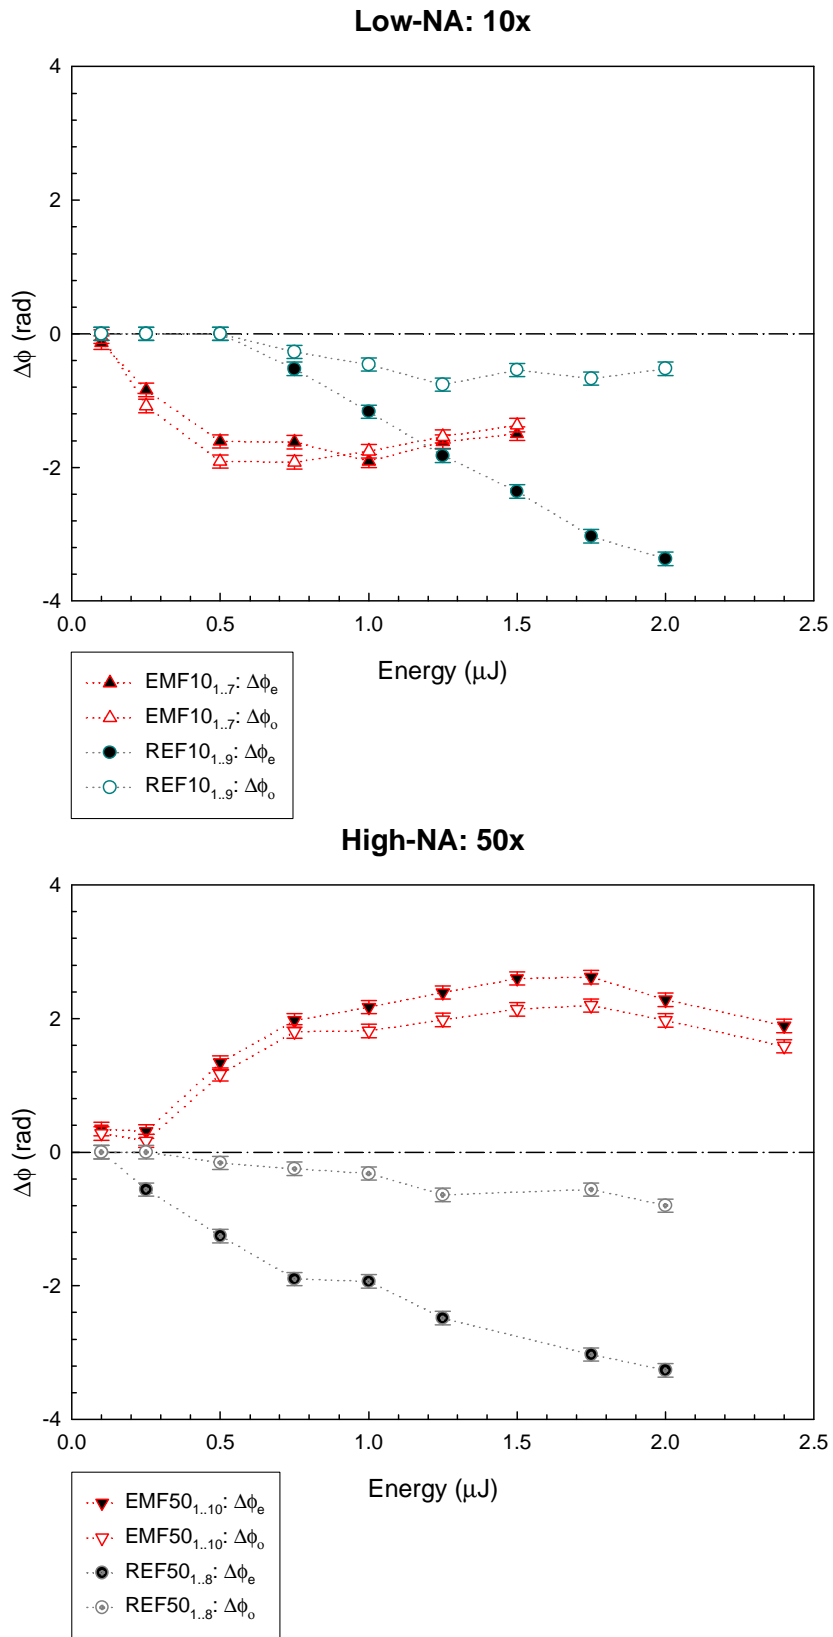 Low-NA: 10x
4
2
0
-2
-4
Δϕ (rad)
0.0 0.5 1.0 1.5 2.0 2.5
Energy (μJ)
EMF10₁..₇: Δϕₑ
EMF10₁..₇: Δϕₒ
REF10₁..₉: Δϕₑ
REF10₁..₉: Δϕₒ
High-NA: 50x
4
2
0
-2
-4
Δϕ (rad)
0.0 0.5 1.0 1.5 2.0 2.5
Energy (μJ)
EMF50₁..₁₀: Δϕₑ
EMF50₁..₁₀: Δϕₒ
REF50₁..₈: Δϕₑ
REF50₁..₈: Δϕₒ